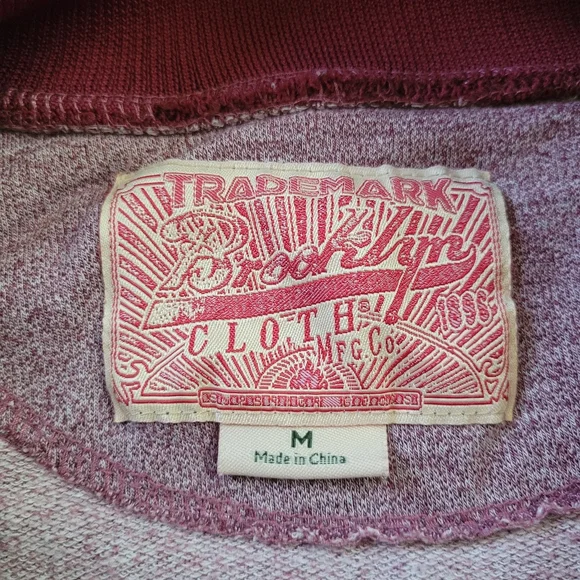 TRADEMARK
Brooklyn
CLOTH
MFG.Co
1896
M
Made in China